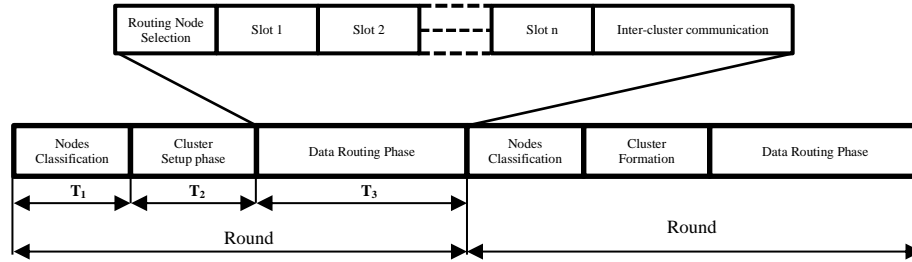 Routing Node
Selection
Slot 1
Slot 2
Slot n
Inter-cluster communication
Nodes
Classification
Cluster
Setup phase
Data Routing Phase
Nodes
Classification
Cluster
Formation
Data Routing Phase
T₁
T₂
T₃
Round
Round